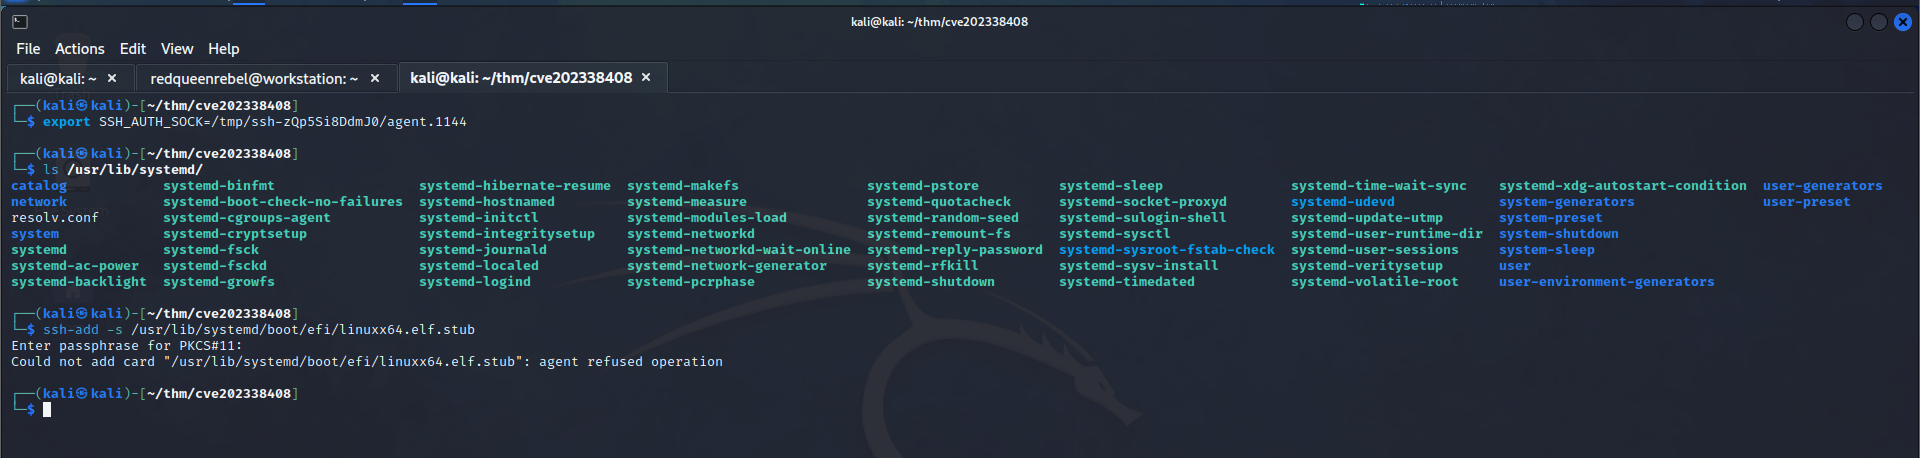 kali@kali: ~/thm/cve202338408
File Actions Edit View Help
kali@kali: ~ × redqueenrebel@workstation: ~ × kali@kali: ~/thm/cve202338408 ×
┌──(kali㉿kali)-[~/thm/cve202338408]
└─$ export SSH_AUTH_SOCK=/tmp/ssh-zQp5Si8DdmJ0/agent.1144
┌──(kali㉿kali)-[~/thm/cve202338408]
└─$ ls /usr/lib/systemd/
catalog systemd-binfmt systemd-hibernate-resume systemd-makefs systemd-pstore systemd-sleep systemd-time-wait-sync systemd-xdg-autostart-condition user-generators
network systemd-boot-check-no-failures systemd-hostnamed systemd-measure systemd-quotacheck systemd-socket-proxyd systemd-udevd system-generators user-preset
resolv.conf systemd-cgroups-agent systemd-initctl systemd-modules-load systemd-random-seed systemd-sulogin-shell systemd-update-utmp system-preset
system systemd-cryptsetup systemd-integritysetup systemd-networkd systemd-remount-fs systemd-sysctl systemd-user-runtime-dir system-shutdown
systemd systemd-fsck systemd-journald systemd-networkd-wait-online systemd-reply-password systemd-sysroot-fstab-check systemd-user-sessions system-sleep
systemd-ac-power systemd-fsckd systemd-localed systemd-network-generator systemd-rfkill systemd-sysv-install systemd-veritysetup user
systemd-backlight systemd-growfs systemd-logind systemd-pcrphase systemd-shutdown systemd-timedated systemd-volatile-root user-environment-generators
┌──(kali㉿kali)-[~/thm/cve202338408]
└─$ ssh-add -s /usr/lib/systemd/boot/efi/linuxx64.elf.stub
Enter passphrase for PKCS#11:
Could not add card "/usr/lib/systemd/boot/efi/linuxx64.elf.stub": agent refused operation
┌──(kali㉿kali)-[~/thm/cve202338408]
└─$